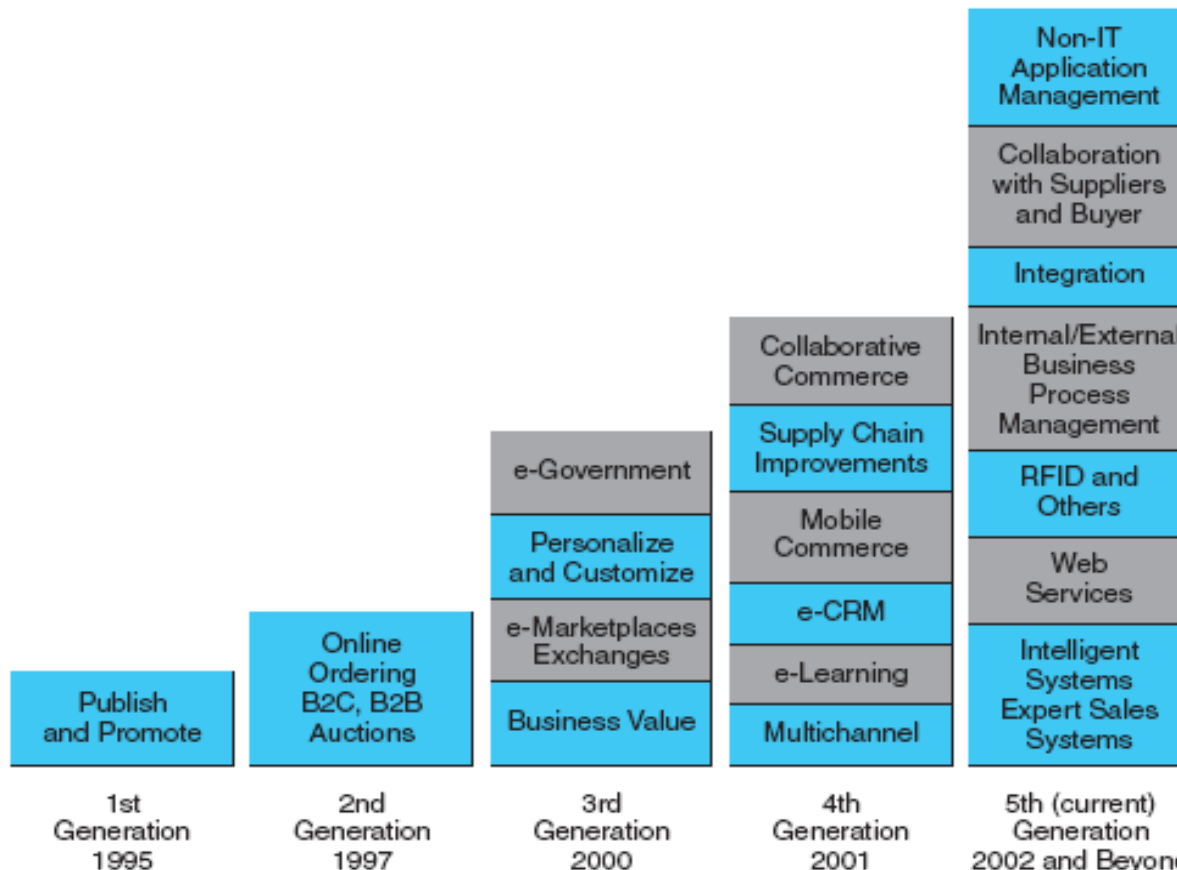 Non-IT
Application
Management
Collaboration
with Suppliers
and Buyer
Integration
Internal/External
Business
Process
Management
RFID and
Others
Web
Services
Intelligent
Systems
Expert Sales
Systems
Collaborative
Commerce
Supply Chain
Improvements
Mobile
Commerce
e-CRM
e-Learning
Multichannel
e-Government
Personalize
and Customize
e-Marketplaces
Exchanges
Business Value
Online
Ordering
B2C, B2B
Auctions
Publish
and Promote
1st
Generation
1995
2nd
Generation
1997
3rd
Generation
2000
4th
Generation
2001
5th (current)
Generation
2002 and Beyond